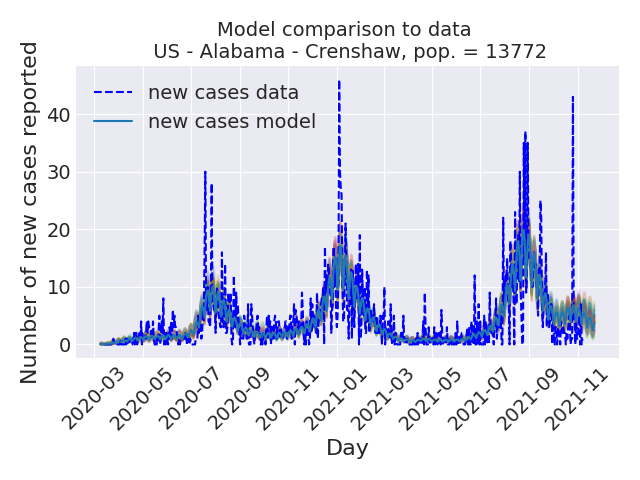 Model comparison to data
US - Alabama - Crenshaw, pop. = 13772
Number of new cases reported
40
30
20
10
0
new cases data
new cases model
2020-03
2020-05
2020-07
2020-09
2020-11
2021-01
2021-03
2021-05
2021-07
2021-09
2021-11
Day